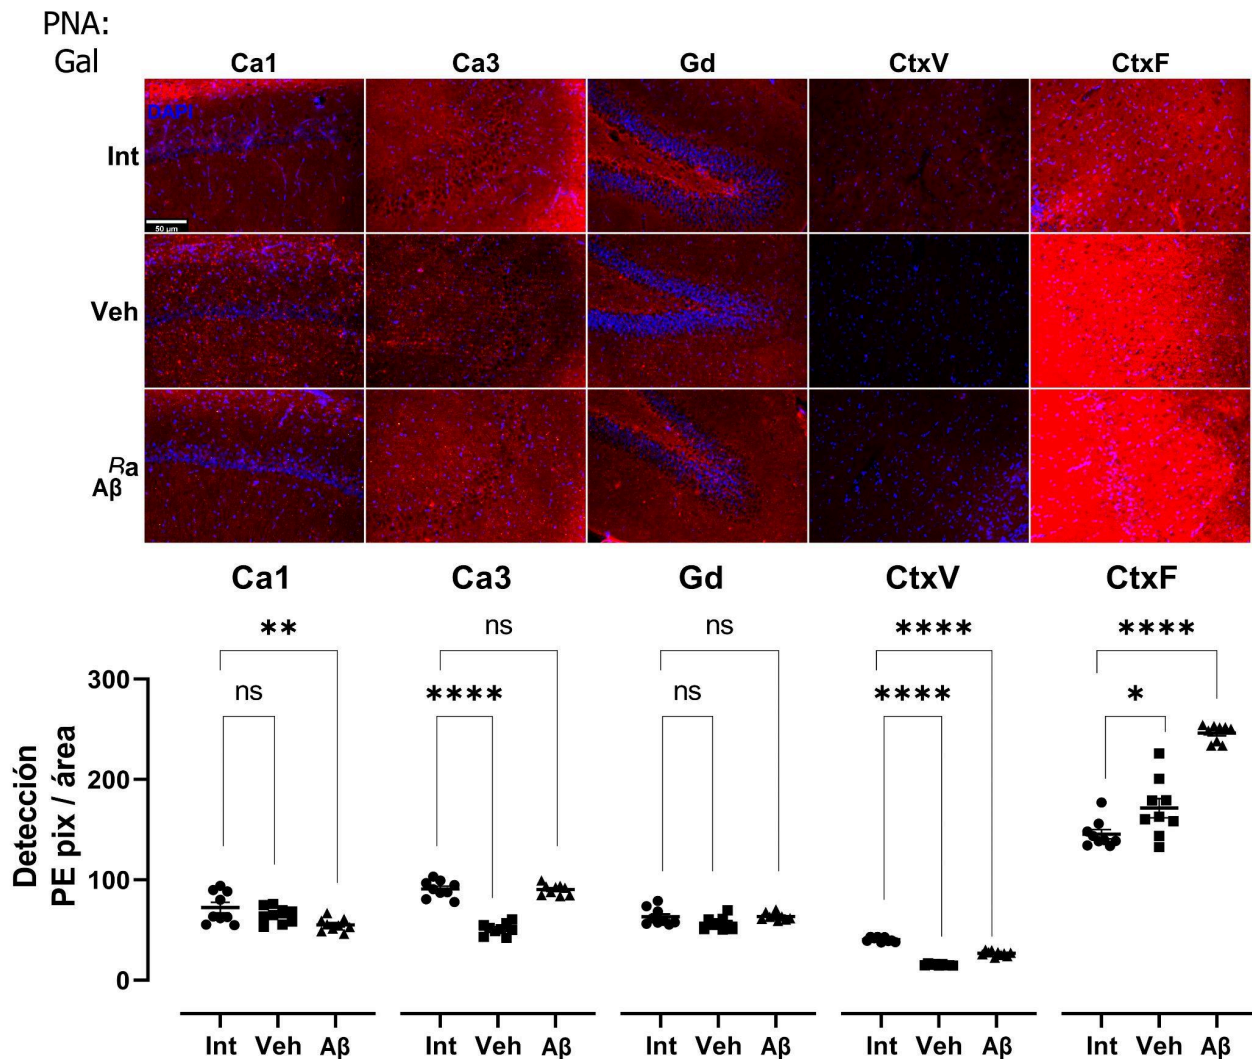 PNA:
Gal
Ca1 Ca3 Gd CtxV CtxF
DAPI
Int
50 μm
Veh
Ra
Aβ
Ca1 Ca3 Gd CtxV CtxF
** ns ns **** ****
ns **** ns **** *
300
200
100
0
Detección
PE pix / área
Int Veh Aβ Int Veh Aβ Int Veh Aβ Int Veh Aβ Int Veh Aβ